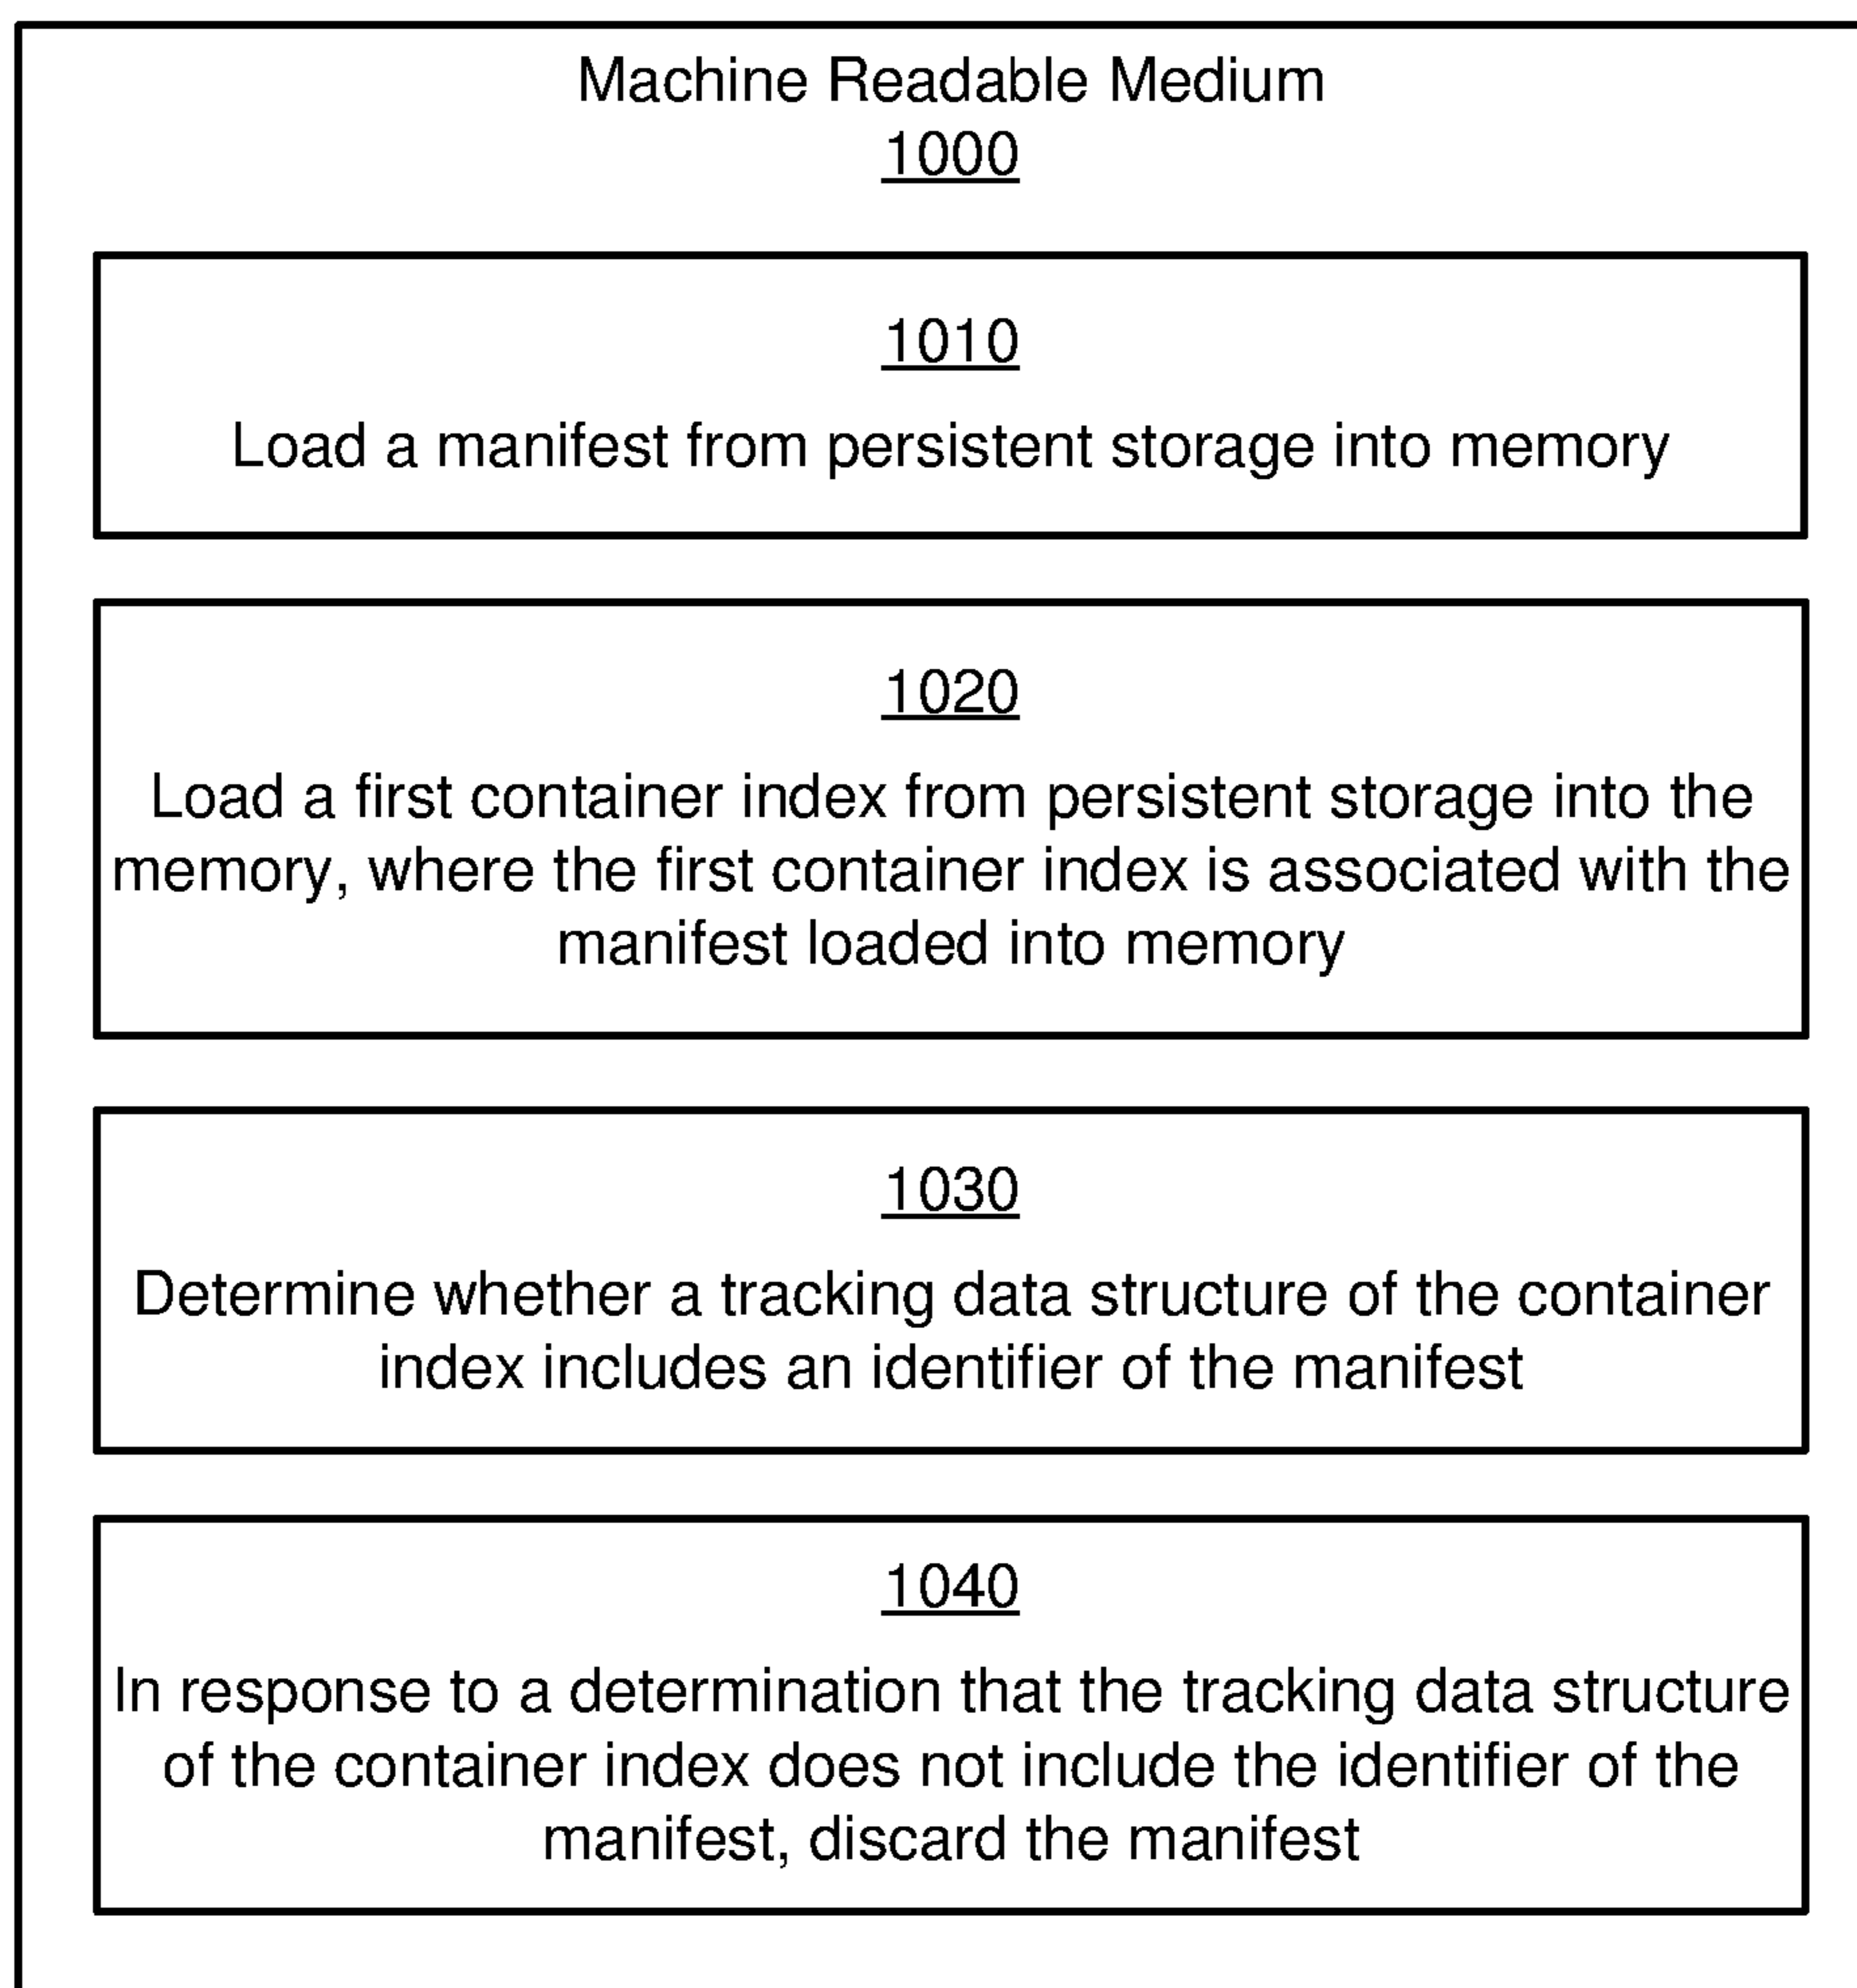 Machine Readable Medium
1000
1010
Load a manifest from persistent storage into memory
1020
Load a first container index from persistent storage into the
memory, where the first container index is associated with the
manifest loaded into memory
1030
Determine whether a tracking data structure of the container
index includes an identifier of the manifest
1040
In response to a determination that the tracking data structure
of the container index does not include the identifier of the
manifest, discard the manifest